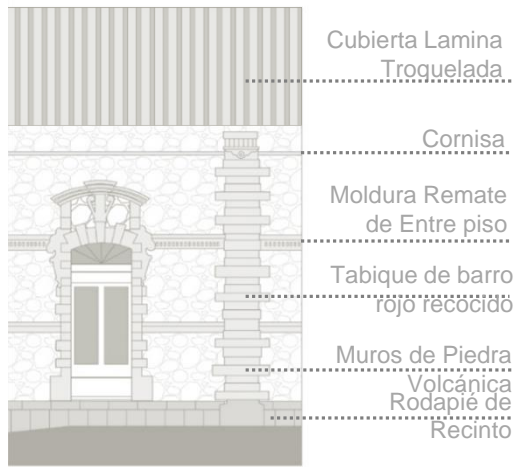 Cubierta Lamina
Troquelada
Cornisa
Moldura Remate
de Entre piso
Tabique de barro
rojo recocido
Muros de Piedra
Volcánica
Rodapié de
Recinto